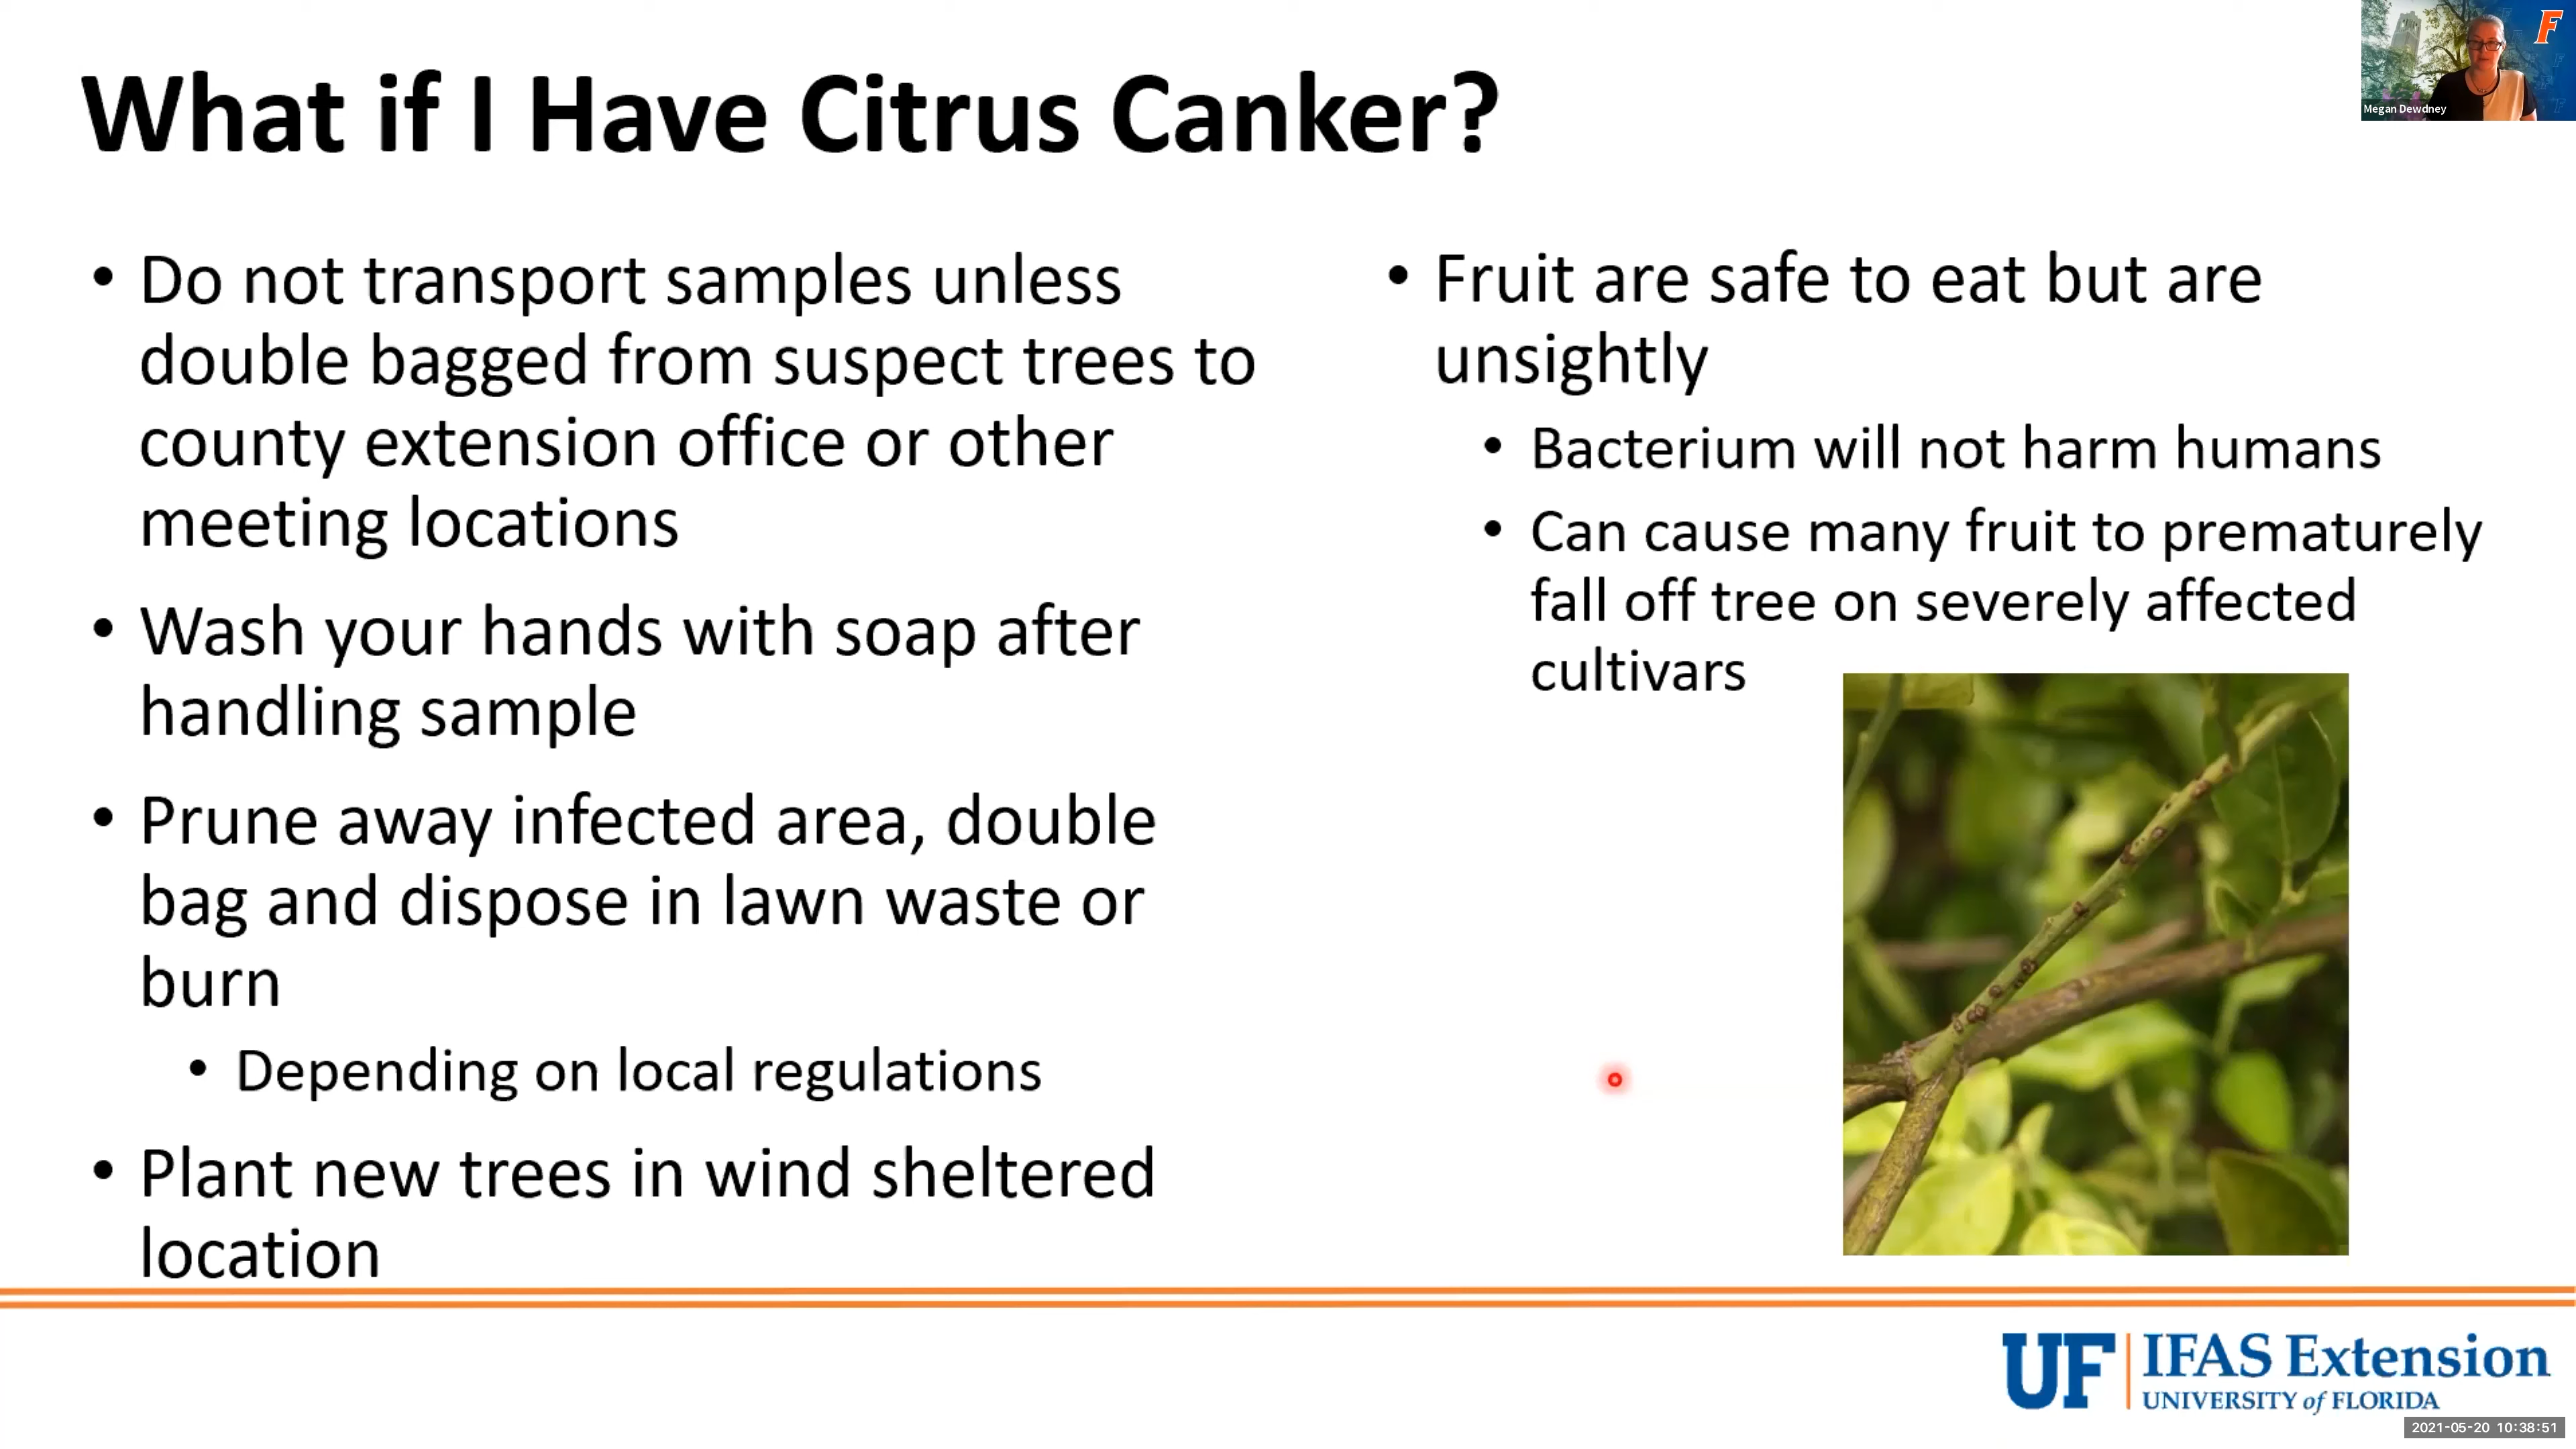 What if I Have Citrus Canker?
• Do not transport samples unless
double bagged from suspect trees to
county extension office or other
meeting locations
• Wash your hands with soap after
handling sample
• Prune away infected area, double
bag and dispose in lawn waste or
burn
• Depending on local regulations
• Plant new trees in wind sheltered
location
• Fruit are safe to eat but are
unsightly
• Bacterium will not harm humans
• Can cause many fruit to prematurely
fall off tree on severely affected
cultivars
F
Megan Dewdney
UF IFAS Extension
UNIVERSITY of FLORIDA
2021-05-20 10:38:51